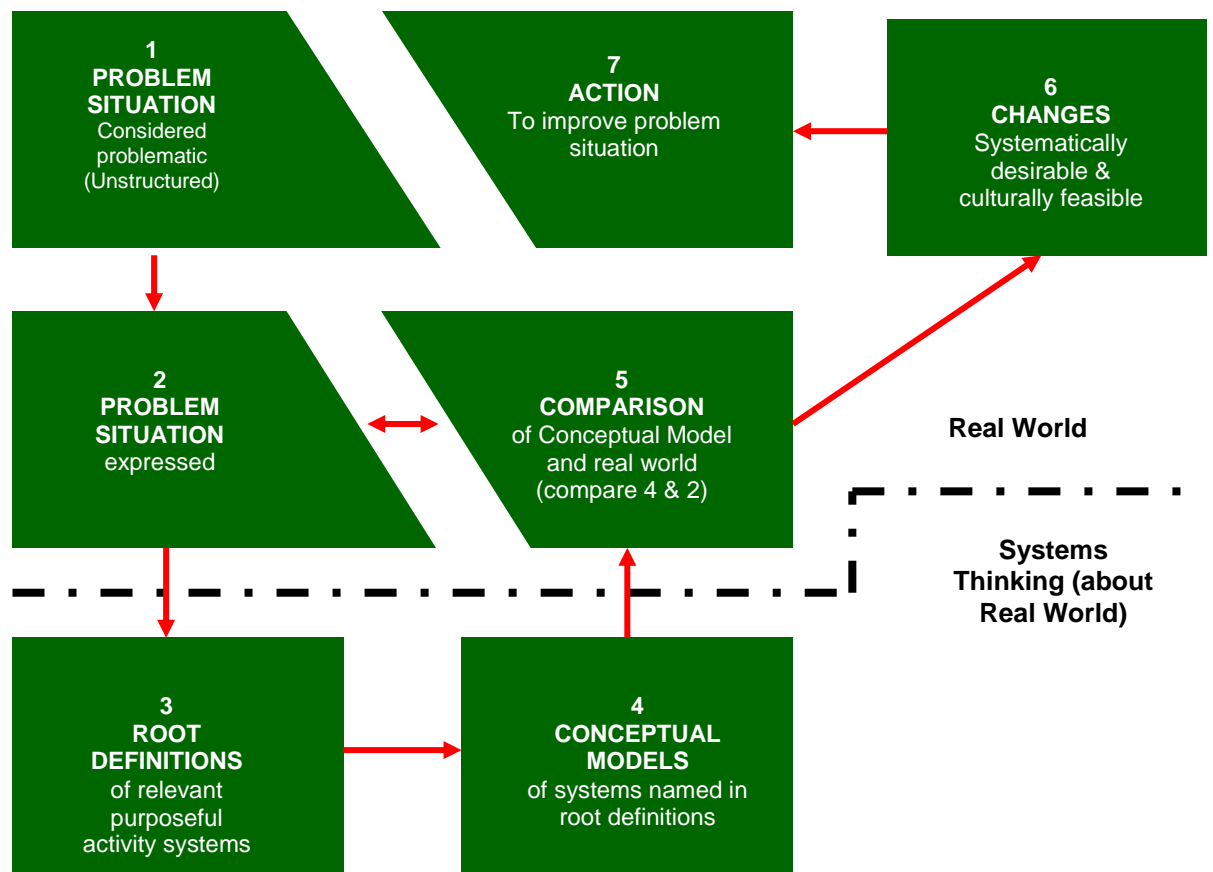 1
PROBLEM
SITUATION
Considered
problematic
(Unstructured)
7
ACTION
To improve problem
situation
6
CHANGES
Systematically
desirable &
culturally feasible
2
PROBLEM
SITUATION
expressed
5
COMPARISON
of Conceptual Model
and real world
(compare 4 & 2)
Real World
Systems
Thinking (about
Real World)
3
ROOT
DEFINITIONS
of relevant
purposeful
activity systems
4
CONCEPTUAL
MODELS
of systems named in
root definitions